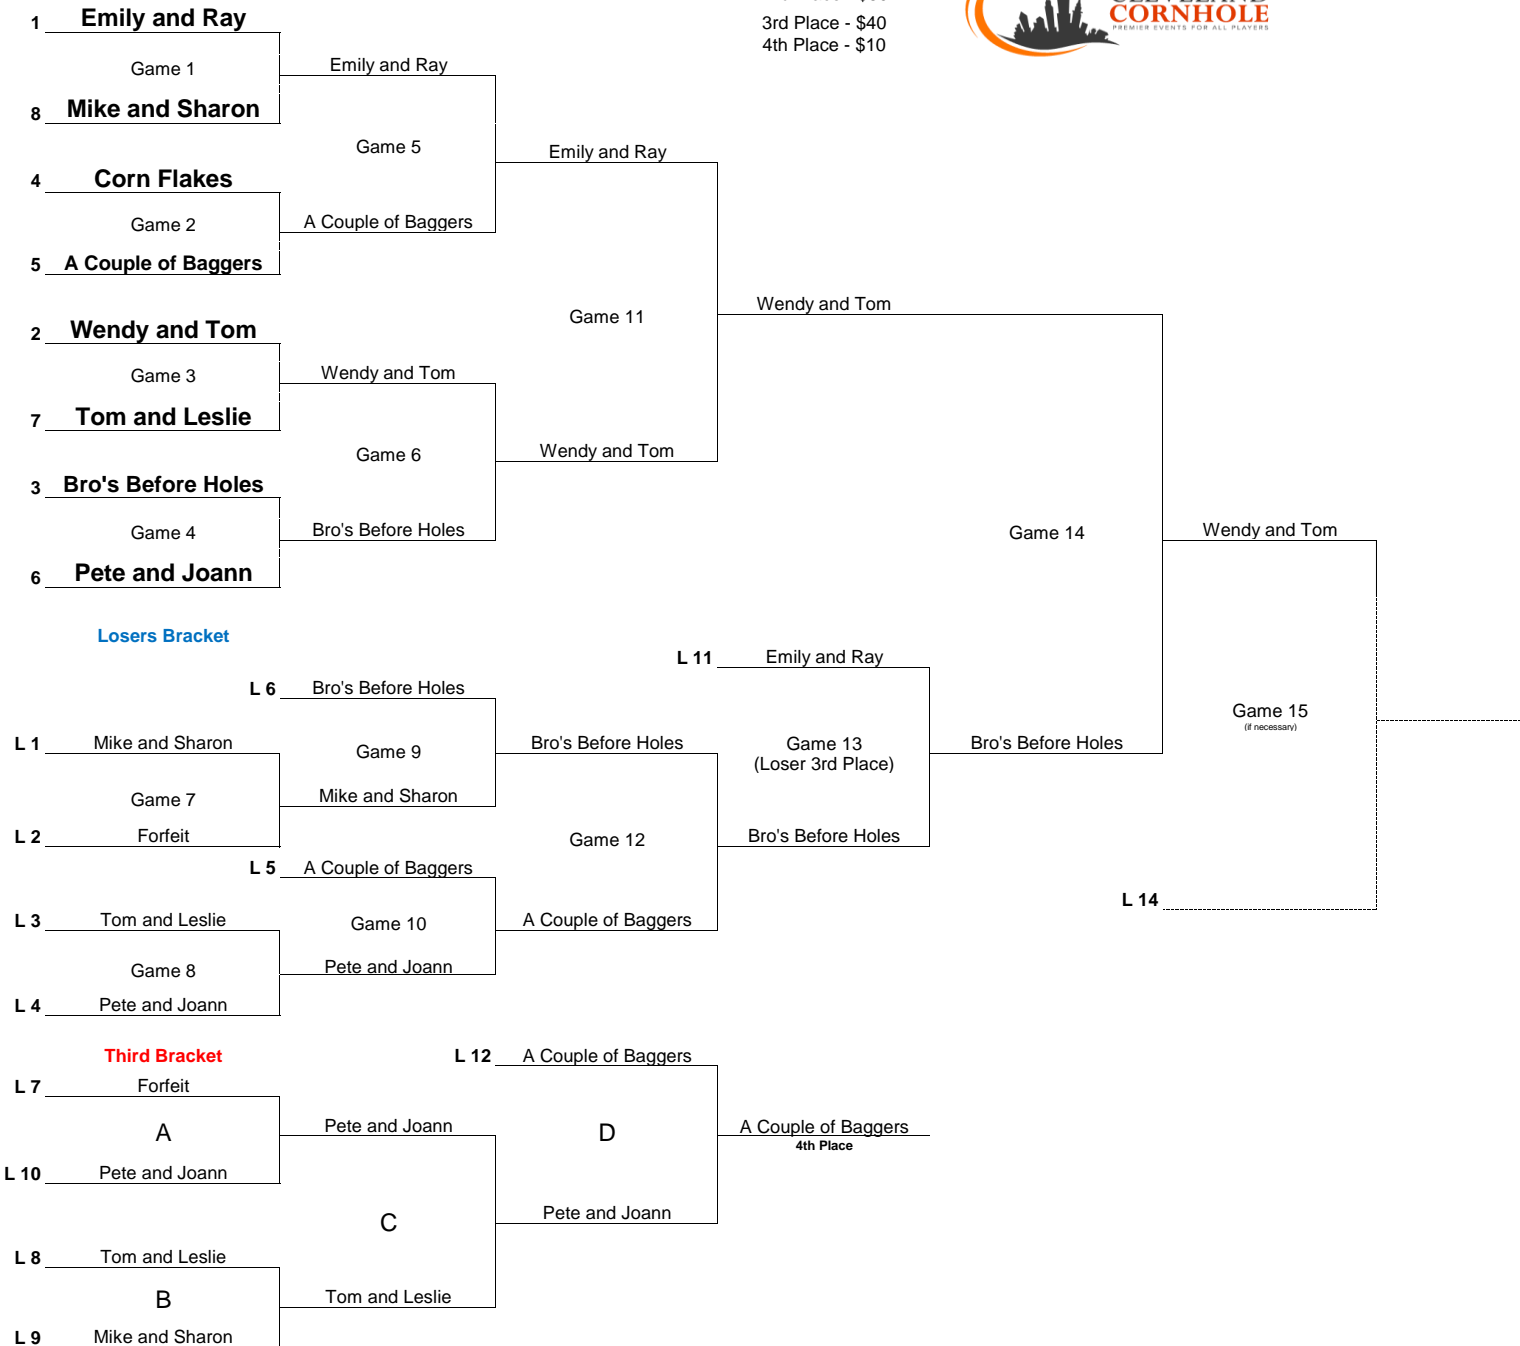 3rd Place - $40
4th Place - $10
CORNHOLE
PREMIER EVENTS FOR ALL PLAYERS
1 Emily and Ray
Game 1
Emily and Ray
8 Mike and Sharon
Game 5
Emily and Ray
4 Corn Flakes
Game 2
A Couple of Baggers
5 A Couple of Baggers
Game 11
Wendy and Tom
2 Wendy and Tom
Game 3
Wendy and Tom
7 Tom and Leslie
Game 6
Wendy and Tom
3 Bro's Before Holes
Game 4
Bro's Before Holes
Game 14
Wendy and Tom
6 Pete and Joann
Losers Bracket
L 11 Emily and Ray
L 6 Bro's Before Holes
Game 15
(if necessary)
L 1 Mike and Sharon
Game 9
Bro's Before Holes
Game 13
(Loser 3rd Place)
Bro's Before Holes
Game 7
Mike and Sharon
L 2 Forfeit
Game 12
Bro's Before Holes
L 5 A Couple of Baggers
L 14
L 3 Tom and Leslie
Game 10
A Couple of Baggers
Game 8
Pete and Joann
L 4 Pete and Joann
Third Bracket
L 12 A Couple of Baggers
L 7 Forfeit
A
Pete and Joann
D
A Couple of Baggers
4th Place
L 10 Pete and Joann
C
Pete and Joann
L 8 Tom and Leslie
B
Tom and Leslie
L 9 Mike and Sharon